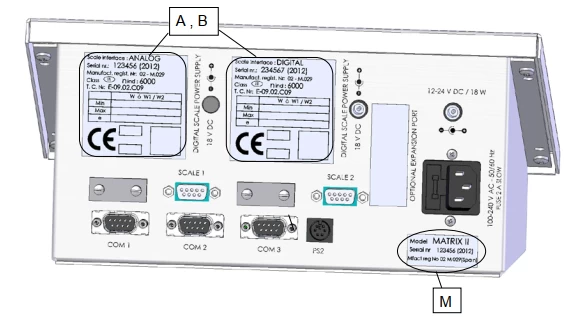 A , B
Scale interface : ANALOG
Serial nr.: 123456 (2012)
Manufact. regist. Nr: 02 - M.029
Class III nind : 6000
T. C. Nr: E-09.02.C09
W ó W1 / W2
Min
Max
e
CE
DIGITAL SCALE POWER SUPPLY
18 V DC
Scale interface : DIGITAL
Serial nr.: 234567 (2012)
Manufact. regist. Nr: 02 - M.029
Class III nind : 6000
T. C. Nr: E-09.02.C09
W ó W1 / W2
Min
Max
e
CE
DIGITAL SCALE POWER SUPPLY
18 V DC
OPTIONAL EXPANSION PORT
12-24 V DC / 18 W
100-240 V AC - 50/60 Hz
FUSE 2 A SLOW
SCALE 1
SCALE 2
COM 1
COM 2
COM 3
PS2
Model MATRIX II
Serial nr 123456 (2012)
Mfact reg No 02 M-029(Spain)
M